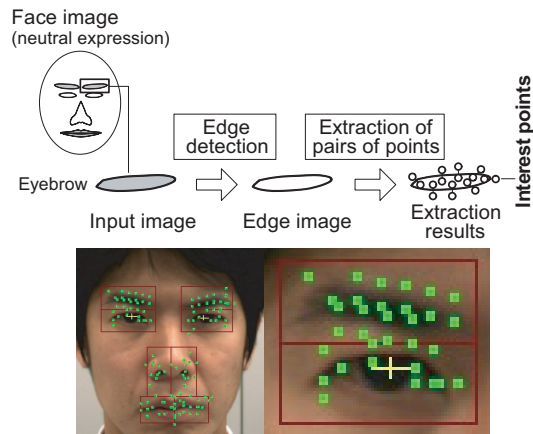 Face image
(neutral expression)
Edge
detection
Extraction of
pairs of points
Interest points
Eyebrow
Input image
Edge image
Extraction
results